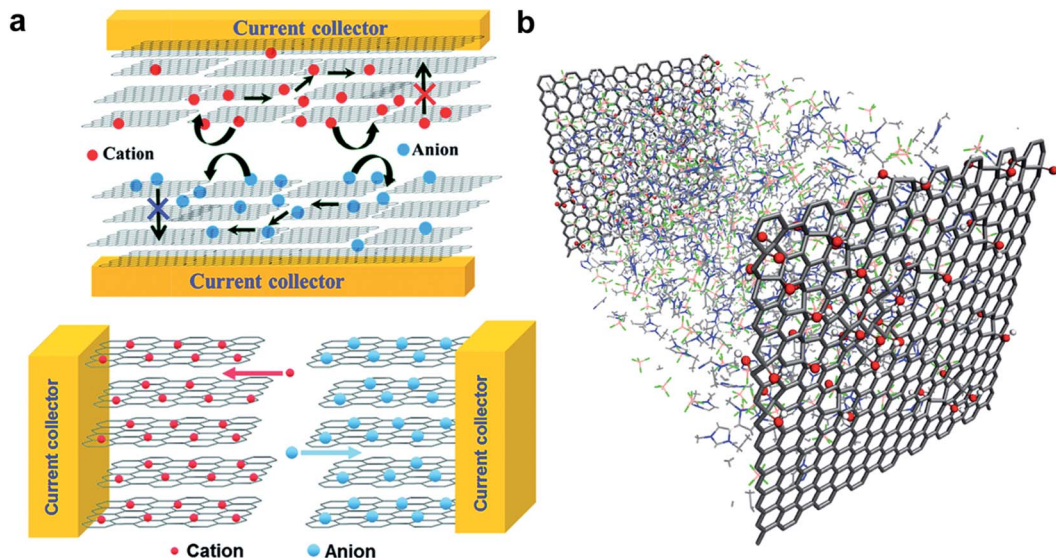 a
Current collector
Cation
Anion
Current collector
Current collector
Current collector
Cation
Anion
b